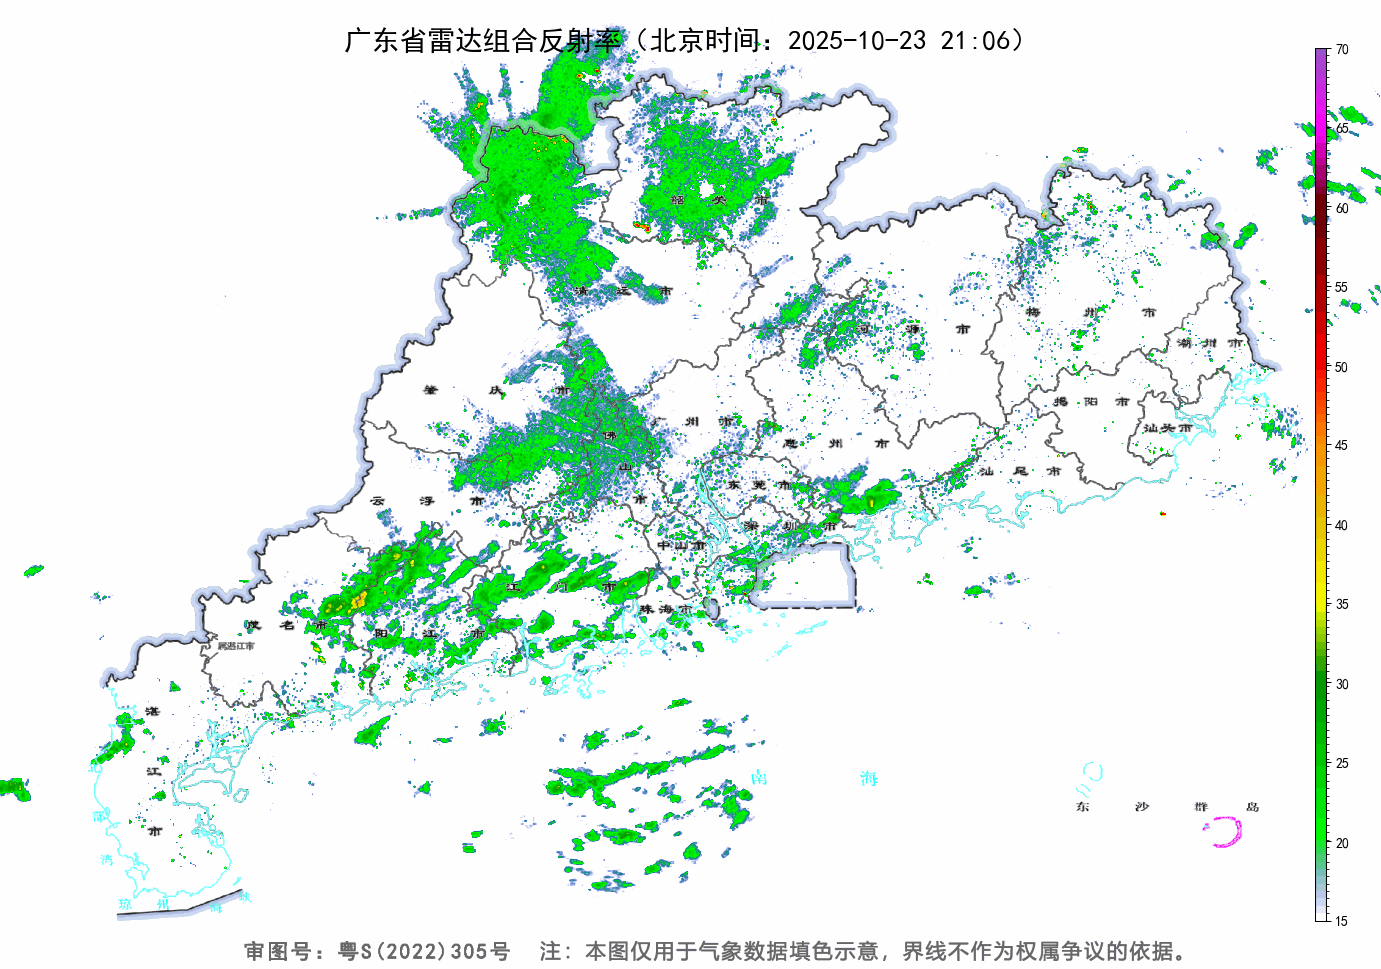 广东省雷达组合反射率（北京时间：2025-10-23 21:06）
70
65
60
55
50
45
40
35
30
25
20
15
韶关市
清远市
河源市
梅州市
潮州市
肇庆市
广州市
佛山市
惠州市
揭阳市
汕头市
汕尾市
东莞市
云浮市
深圳市
中山市
江门市
珠海市
茂名市
阳江市
属湛江市
湛江市
北部湾
琼州海峡
南海
东沙群岛
审图号：粤S(2022)305号 注：本图仅用于气象数据填色示意，界线不作为权属争议的依据。